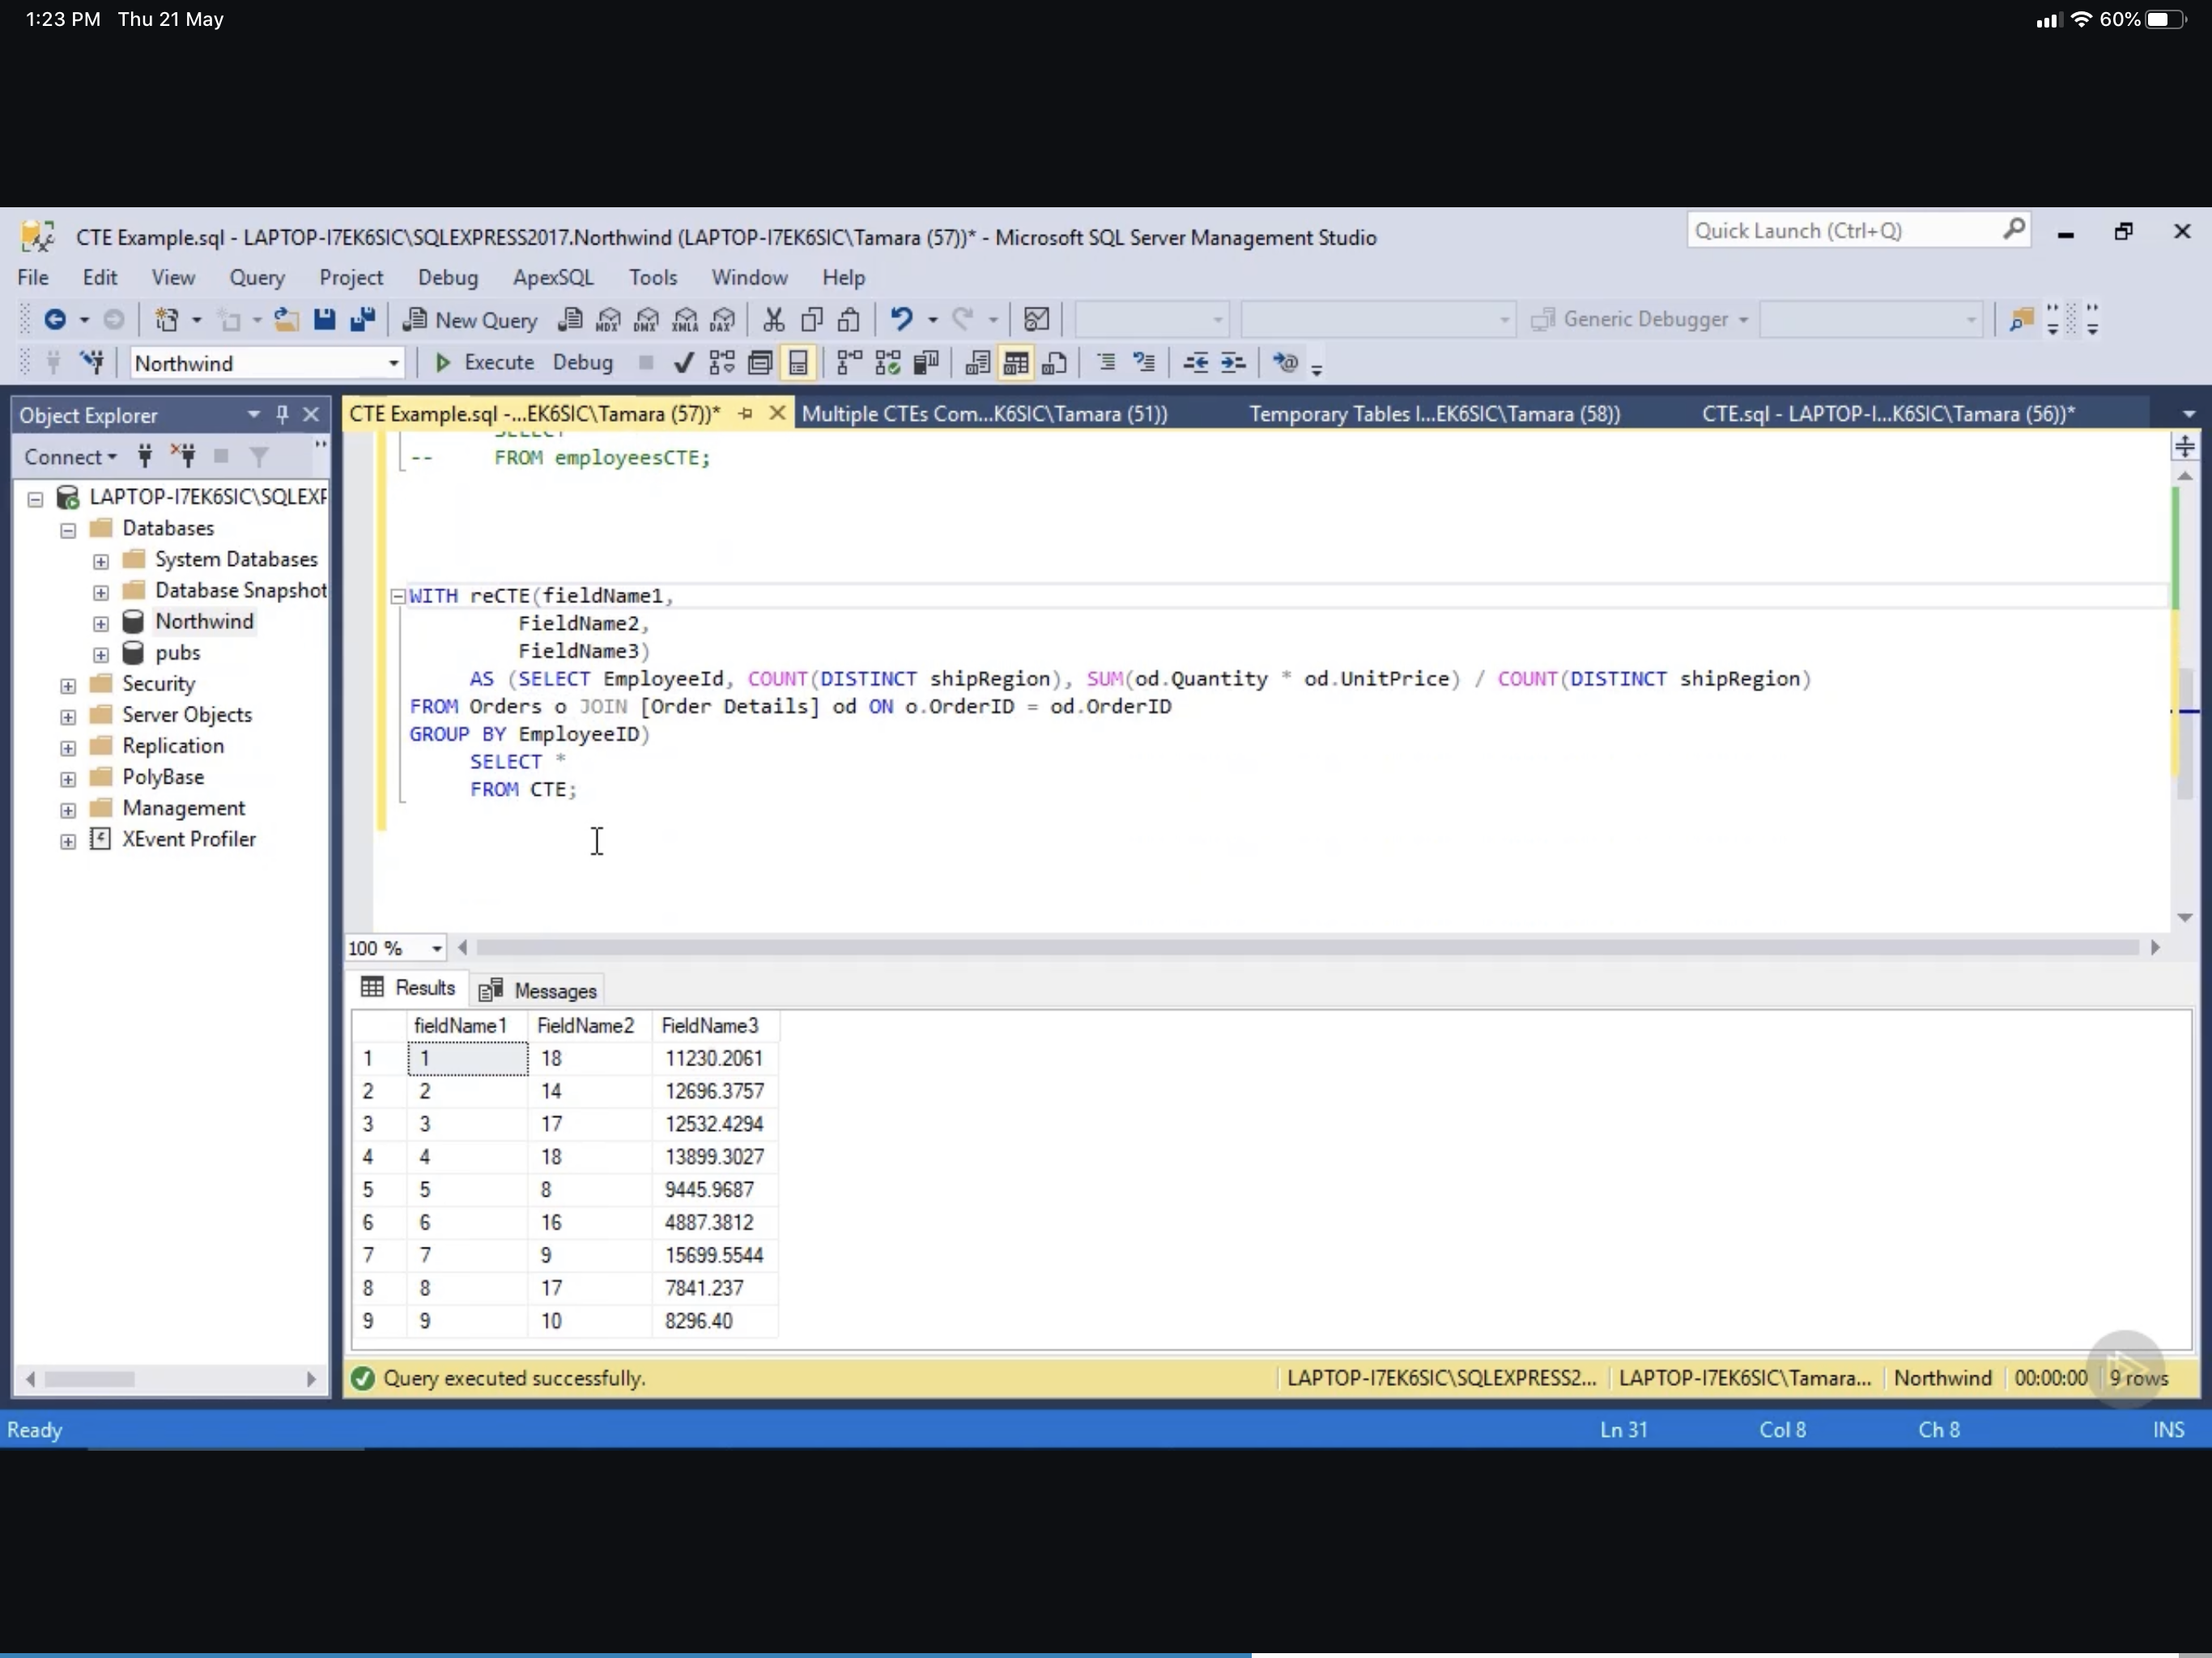 1:23 PM Thu 21 May
60%
CTE Example.sql - LAPTOP-I7EK6SIC\SQLEXPRESS2017.Northwind (LAPTOP-I7EK6SIC\Tamara (57))* - Microsoft SQL Server Management Studio
Quick Launch (Ctrl+Q)
File Edit View Query Project Debug ApexSQL Tools Window Help
New Query MDX DMX XMLA DAX Generic Debugger
Northwind Execute Debug
Object Explorer
CTE Example.sql -...EK6SIC\Tamara (57))* Multiple CTEs Com...K6SIC\Tamara (51)) Temporary Tables I...EK6SIC\Tamara (58)) CTE.sql - LAPTOP-I...K6SIC\Tamara (56))*
Connect
LAPTOP-I7EK6SIC\SQLEXP
Databases
System Databases
Database Snapshot
Northwind
pubs
Security
Server Objects
Replication
PolyBase
Management
XEvent Profiler
SELECT
-- FROM employeesCTE;
WITH reCTE(fieldName1,
FieldName2,
FieldName3)
AS (SELECT EmployeeId, COUNT(DISTINCT shipRegion), SUM(od.Quantity * od.UnitPrice) / COUNT(DISTINCT shipRegion)
FROM Orders o JOIN [Order Details] od ON o.OrderID = od.OrderID
GROUP BY EmployeeID)
SELECT *
FROM CTE;
100 %
Results Messages
fieldName1 FieldName2 FieldName3
1 1 18 11230.2061
2 2 14 12696.3757
3 3 17 12532.4294
4 4 18 13899.3027
5 5 8 9445.9687
6 6 16 4887.3812
7 7 9 15699.5544
8 8 17 7841.237
9 9 10 8296.40
Query executed successfully. LAPTOP-I7EK6SIC\SQLEXPRESS2... LAPTOP-I7EK6SIC\Tamara... Northwind 00:00:00 9 rows
Ready Ln 31 Col 8 Ch 8 INS